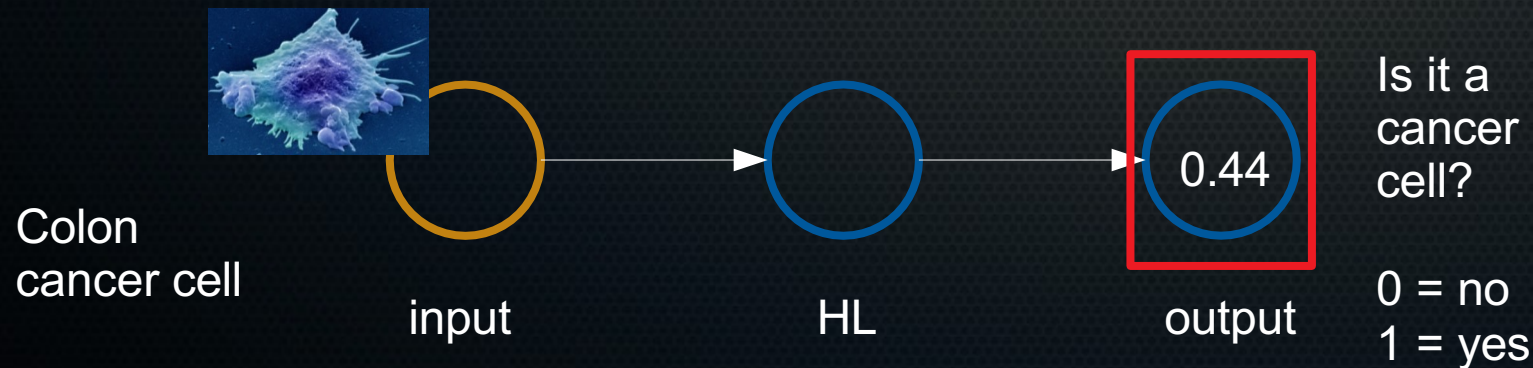 Colon
cancer cell
input
HL
0.44
output
Is it a
cancer
cell?
0 = no
1 = yes